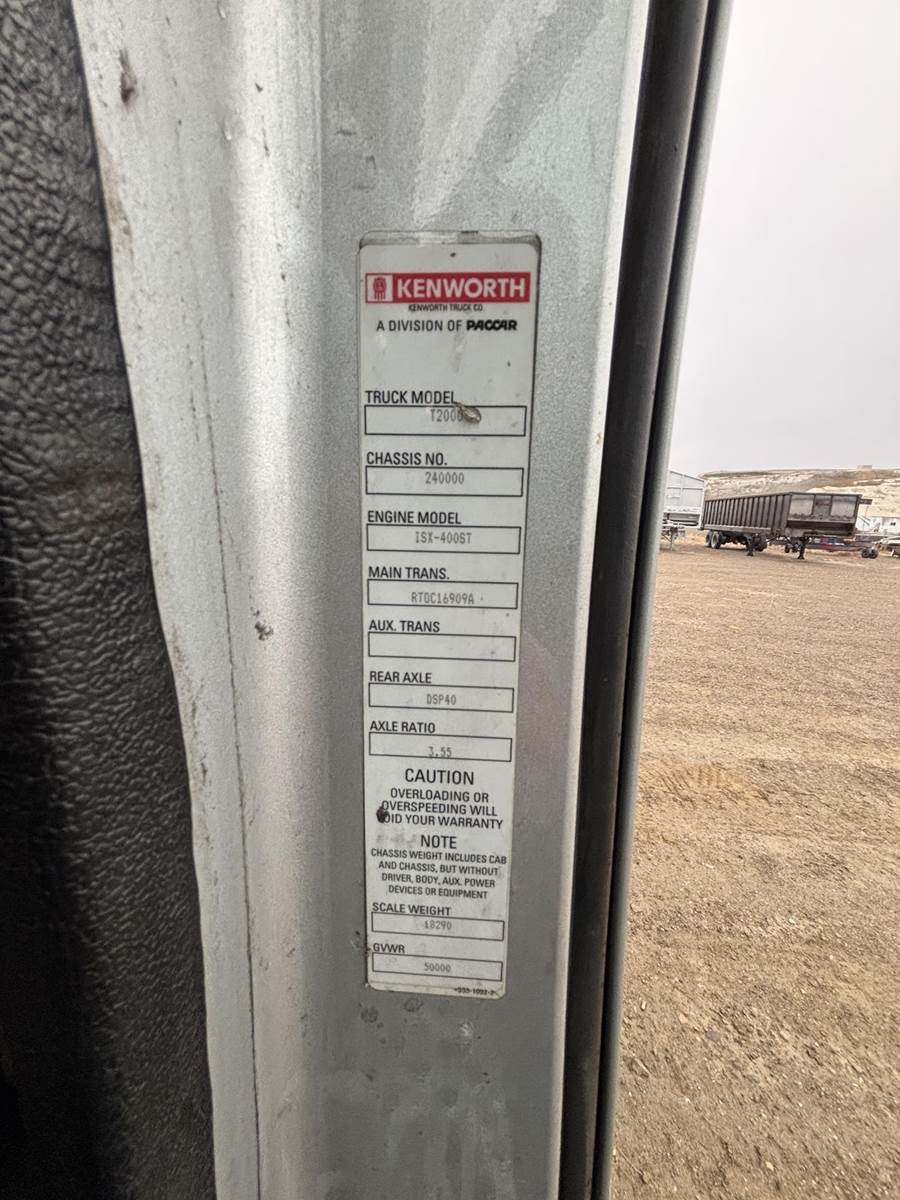 KENWORTH
KENWORTH TRUCK CO.
A DIVISION OF PACCAR
TRUCK MODEL
T2000
CHASSIS NO.
240000
ENGINE MODEL
ISX-400ST
MAIN TRANS.
RTOC16909A
AUX. TRANS
REAR AXLE
DSP40
AXLE RATIO
3.55
CAUTION
OVERLOADING OR
OVERSPEEDING WILL
VOID YOUR WARRANTY
NOTE
CHASSIS WEIGHT INCLUDES CAB
AND CHASSIS, BUT WITHOUT
DRIVER, BODY, AUX. POWER
DEVICES OR EQUIPMENT
SCALE WEIGHT
18290
GVWR
50000